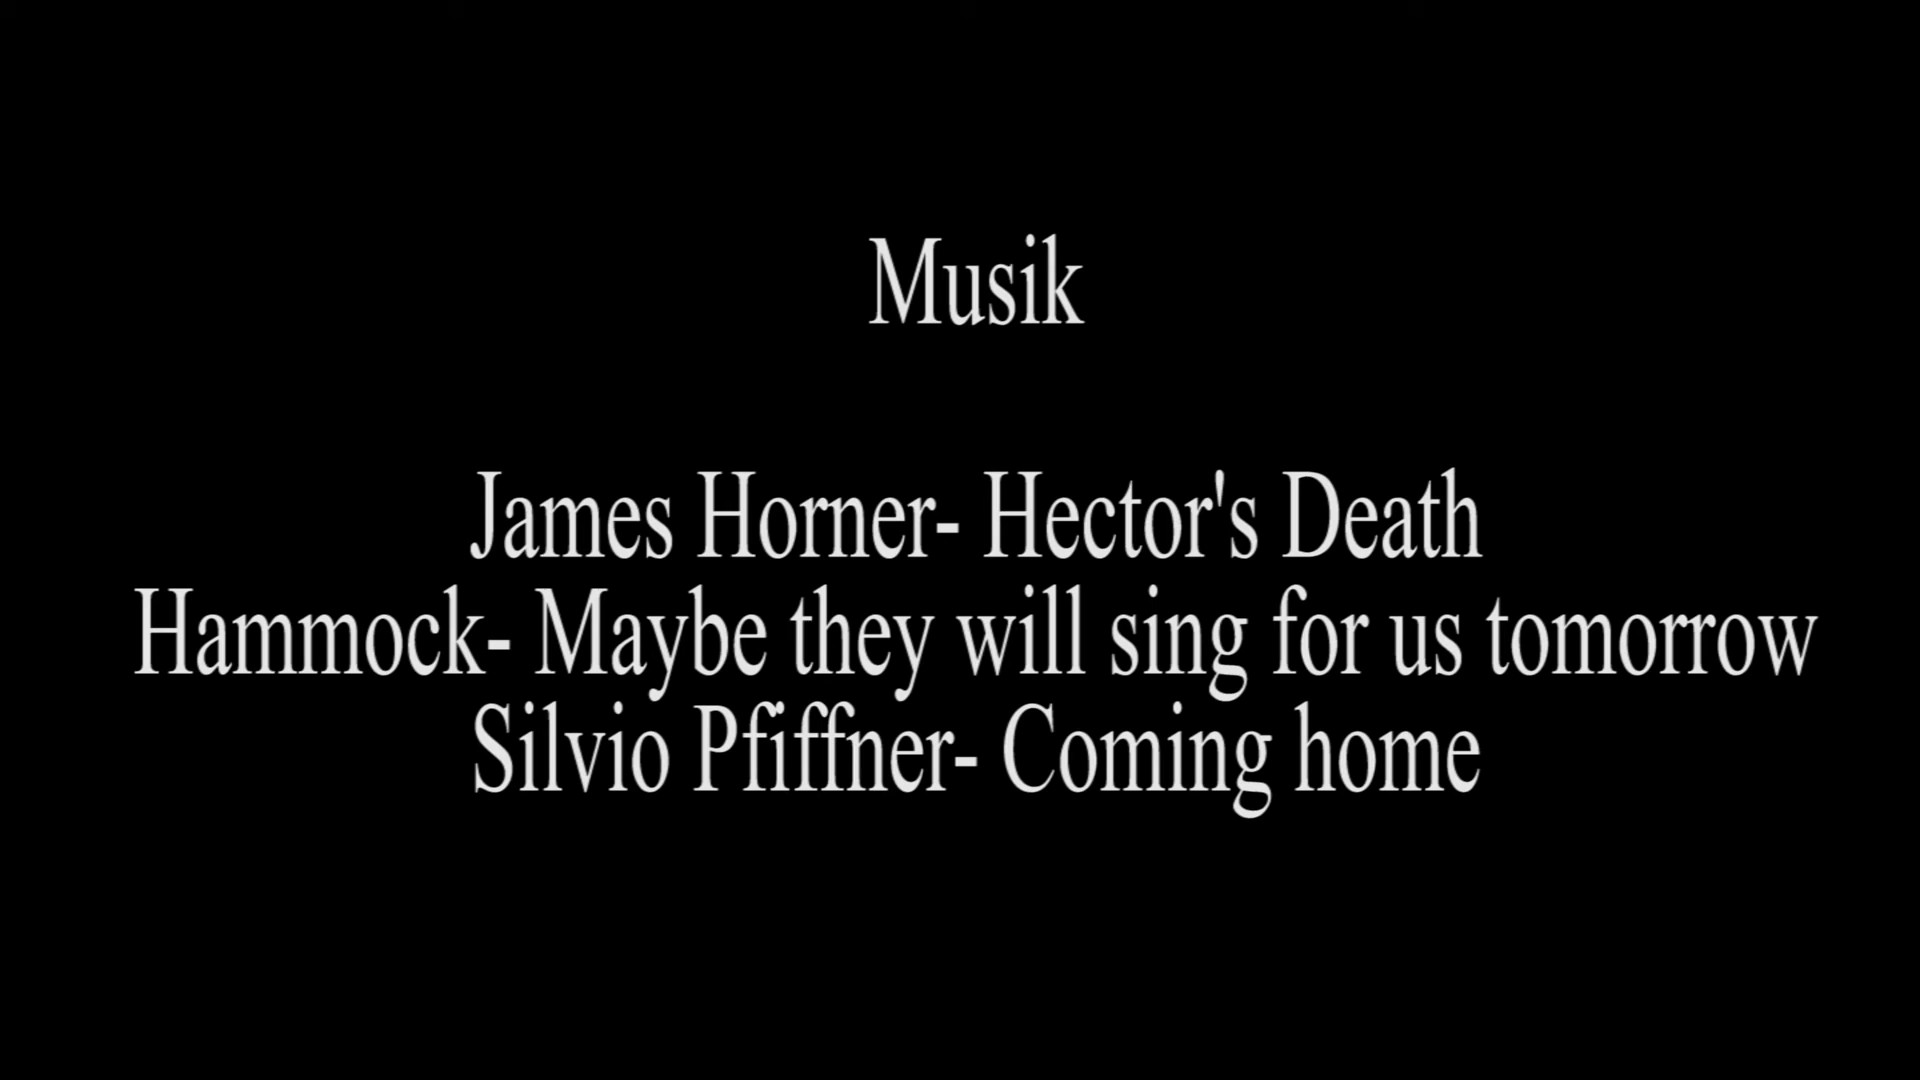 Musik
James Horner- Hector's Death
Hammock- Maybe they will sing for us tomorrow
Silvio Pfiffner- Coming home